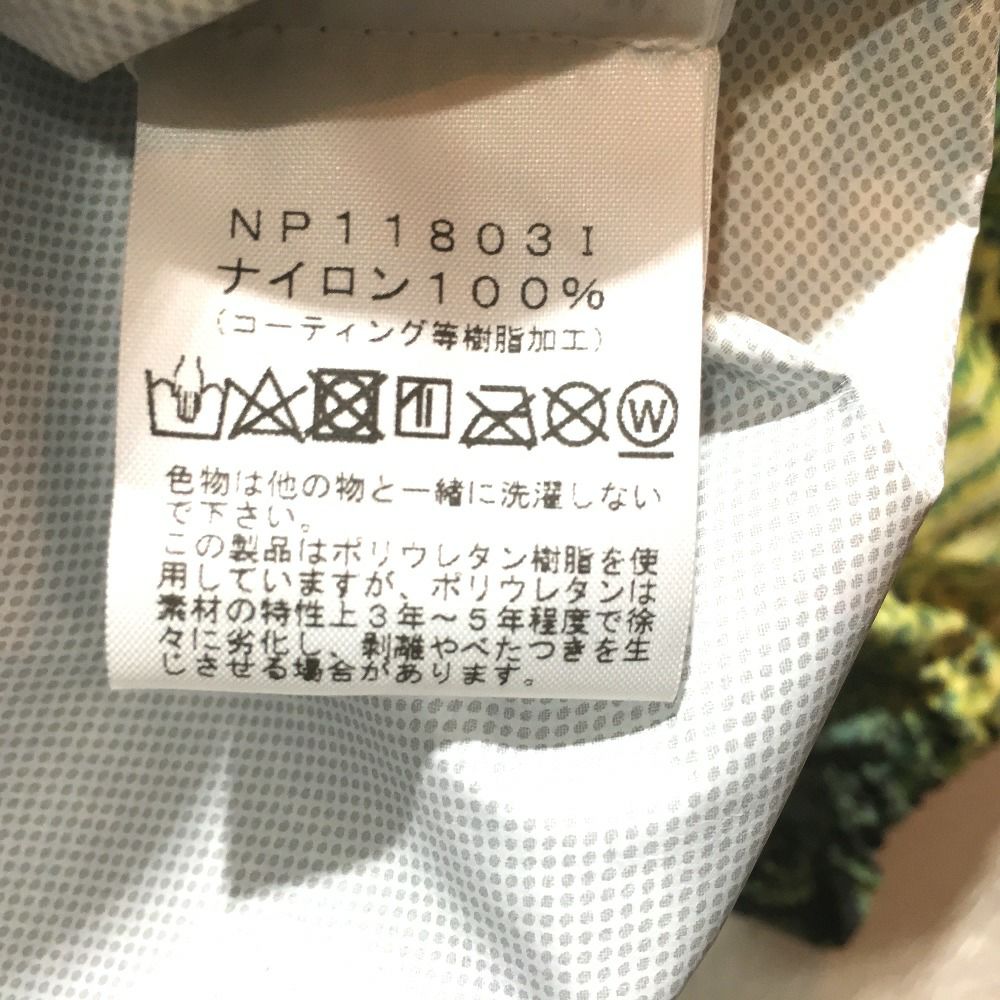 NP11803I
ナイロン100%
(コーティング等樹脂加工)
W
色物は他の物と一緒に洗濯しない
で下さい。
この製品はポリウレタン樹脂を使
用していますが、ポリウレタンは
素材の特性上3年~5年程度で徐
々に劣化し、剥離やべたつきを生
じさせる場合があります。